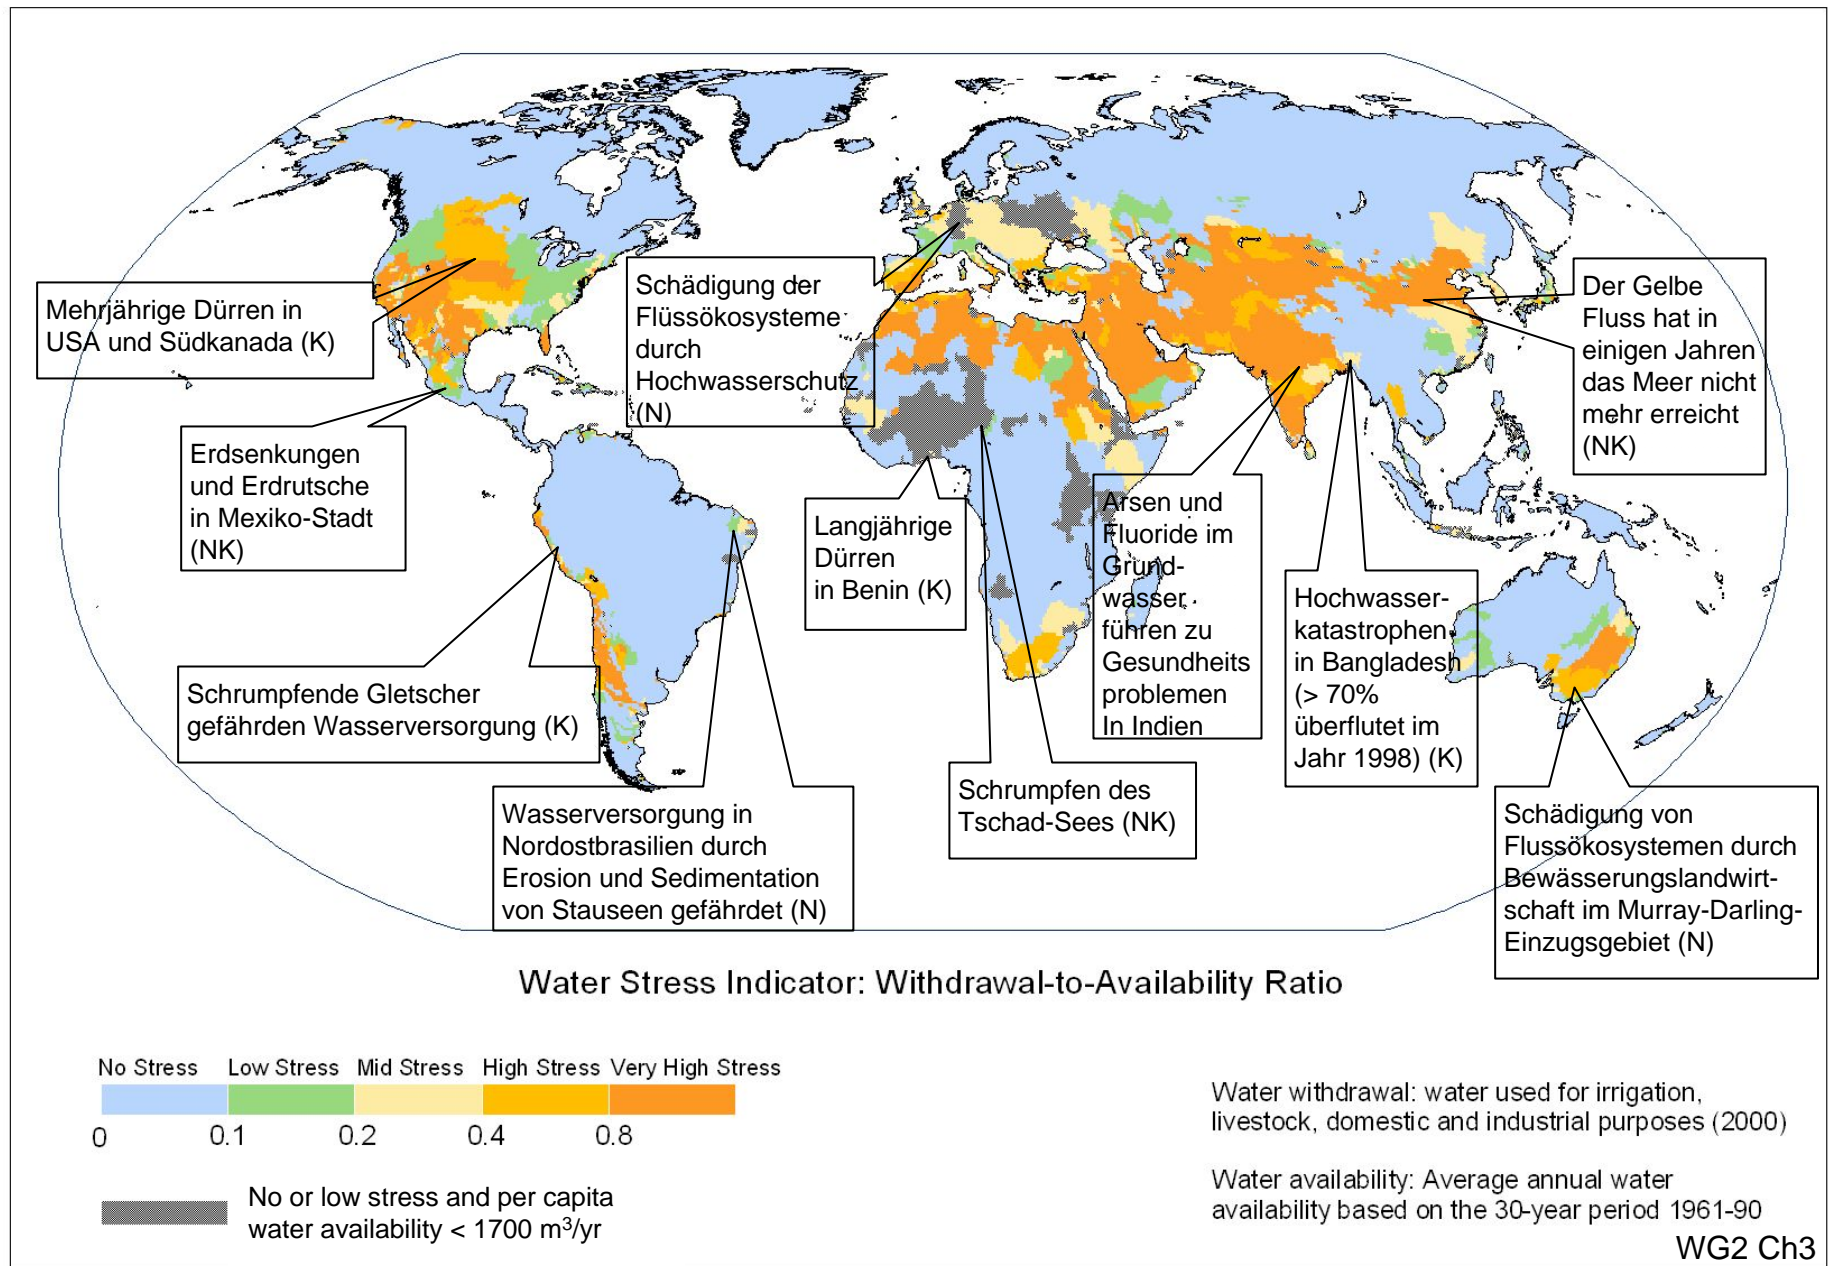 Mehrjährige Dürren in
USA und Südkanada (K)
Erdsenkungen
und Erdrutsche
in Mexiko-Stadt
(NK)
Schrumpfende Gletscher
gefährden Wasserversorgung (K)
Wasserversorgung in
Nordostbrasilien durch
Erosion und Sedimentation
von Stauseen gefährdet (N)
Schädigung der
Flüssökosysteme
durch
Hochwasserschutz
(N)
Langjährige
Dürren
in Benin (K)
Schrumpfen des
Tschad-Sees (NK)
Arsen und
Fluoride im
Grund-
wasser
führen zu
Gesundheits
problemen
In Indien
Hochwasser-
katastrophen
in Bangladesh
(> 70%
überflutet im
Jahr 1998) (K)
Der Gelbe
Fluss hat in
einigen Jahren
das Meer nicht
mehr erreicht
(NK)
Schädigung von
Flussökosystemen durch
Bewässerungslandwirt-
schaft im Murray-Darling-
Einzugsgebiet (N)
Water Stress Indicator: Withdrawal-to-Availability Ratio
No Stress Low Stress Mid Stress High Stress Very High Stress
0 0.1 0.2 0.4 0.8
No or low stress and per capita
water availability < 1700 m³/yr
Water withdrawal: water used for irrigation,
livestock, domestic and industrial purposes (2000)
Water availability: Average annual water
availability based on the 30-year period 1961-90
WG2 Ch3